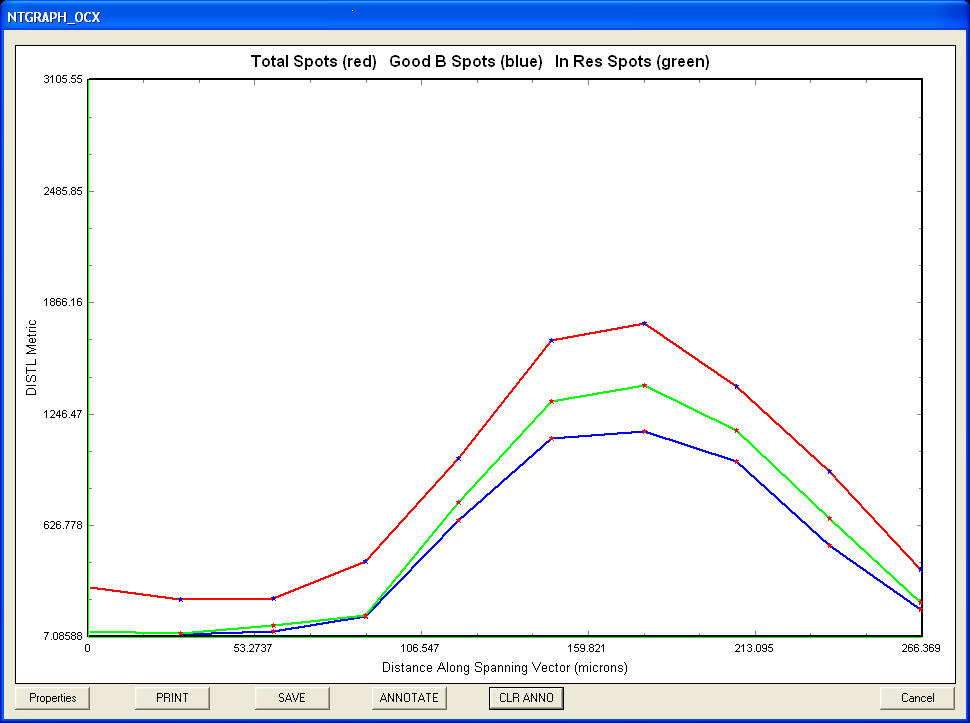 NTGRAPH_OCX
Total Spots (red) Good B Spots (blue) In Res Spots (green)
3105.55
2485.85
1866.16
1246.47
626.778
7.08588
DISTL Metric
0 53.2737 106.547 159.821 213.095 266.369
Distance Along Spanning Vector (microns)
Properties PRINT SAVE ANNOTATE CLR ANNO Cancel